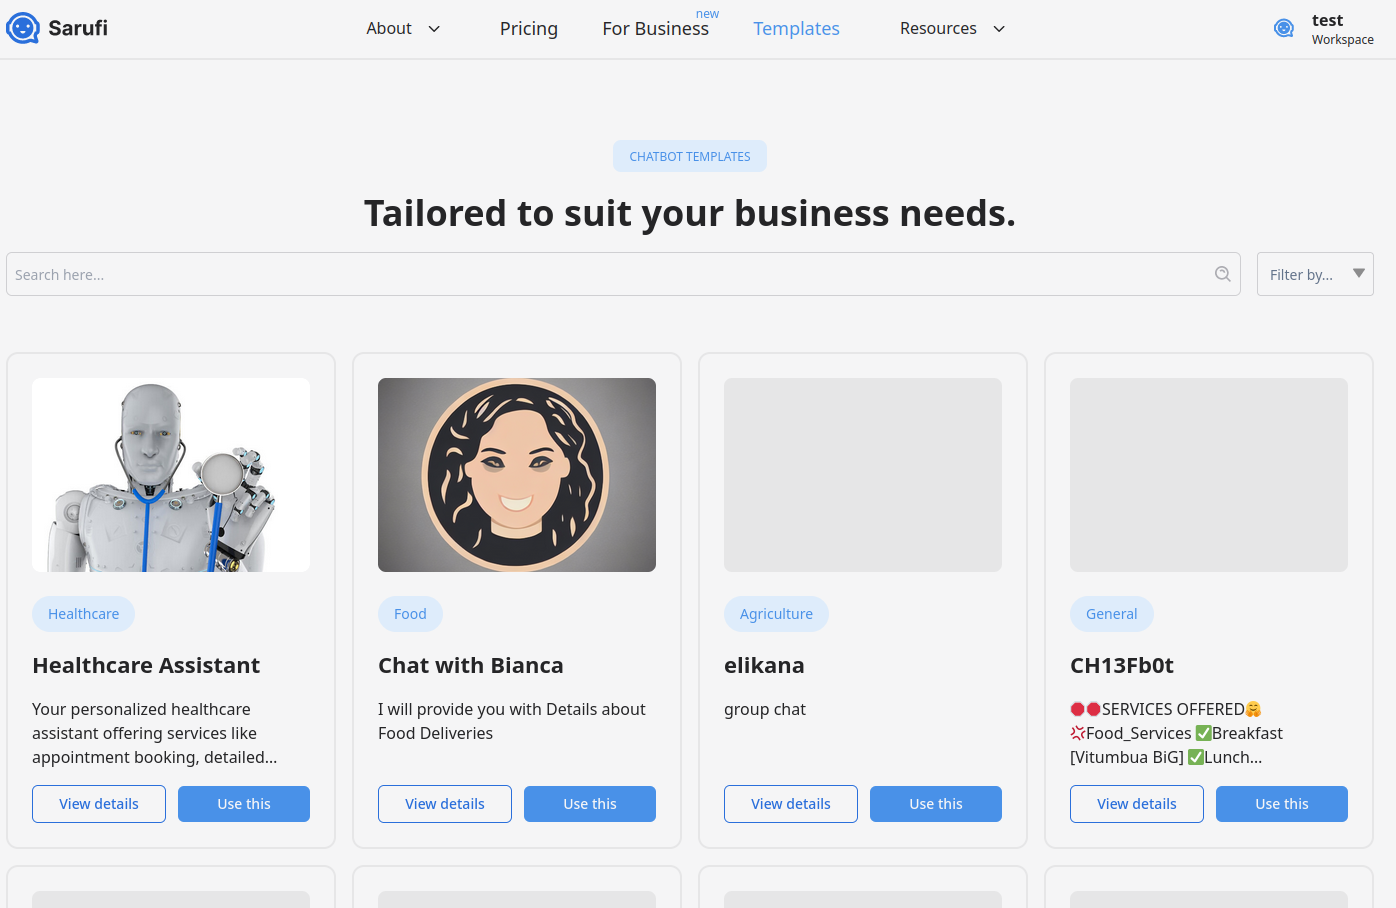 Sarufi
About
Pricing
For Business
new
Templates
Resources
test
Workspace
CHATBOT TEMPLATES
Tailored to suit your business needs.
Search here...
Filter by...
Healthcare
Healthcare Assistant
Your personalized healthcare
assistant offering services like
appointment booking, detailed...
View details
Use this
Food
Chat with Bianca
I will provide you with Details about
Food Deliveries
View details
Use this
Agriculture
elikana
group chat
View details
Use this
General
CH13Fb0t
🛑🛑SERVICES OFFERED🤗
💢Food_Services ✅Breakfast
[Vitumbua BiG] ✅Lunch...
View details
Use this